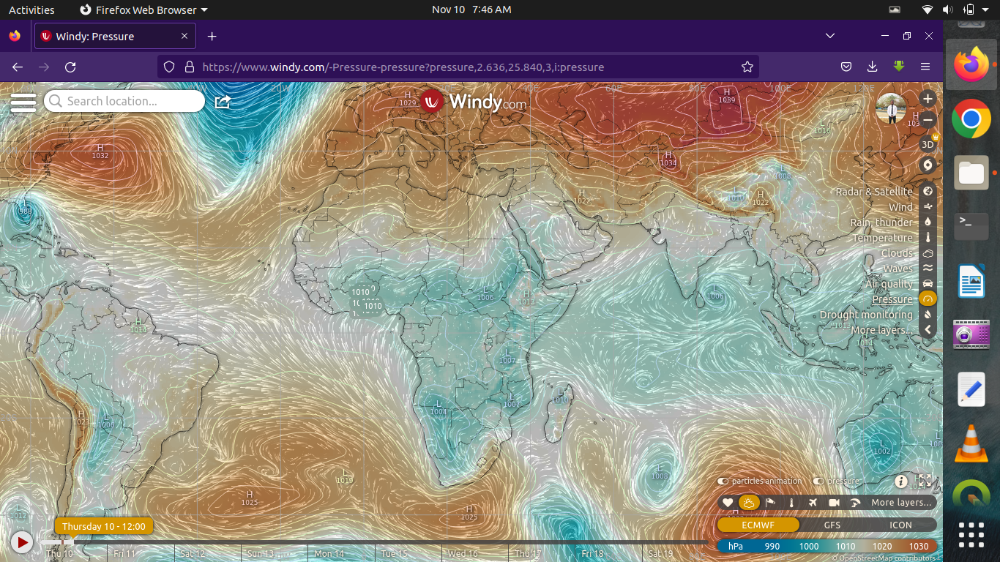 Activities Firefox Web Browser Nov 10 7:46 AM
Windy: Pressure
https://www.windy.com/-Pressure-pressure?pressure,2.636,25.840,3,i:pressure
20W 40E 60E 80E 100E 120E
Search location...
Windy.com
H
1029
H
1039
H
1032
H
1034
L
1016
3D
L
988
H
1022
H
1022
Radar & Satellite
Wind
Rain, thunder
Temperature
Clouds
Waves
Air quality
Pressure
Drought monitoring
More layers...
1010
1010
L
1006
H
1013
L
1006
H
1014
L
1007
L
1004
L
1007
L
1010
H
1023
L
1006
L
1002
L
1008
L
1019
H
1025
H
1025
L
1012
particles animation pressure
More layers...
Thursday 10 - 12:00
ECMWF GFS ICON
hPa 990 1000 1010 1020 1030
Thu 10 Fri 11 Sat 12 Sun 13 Mon 14 Tue 15 Wed 16 Thu 17 Fri 18 Sat 19
© OpenStreetMap contributors